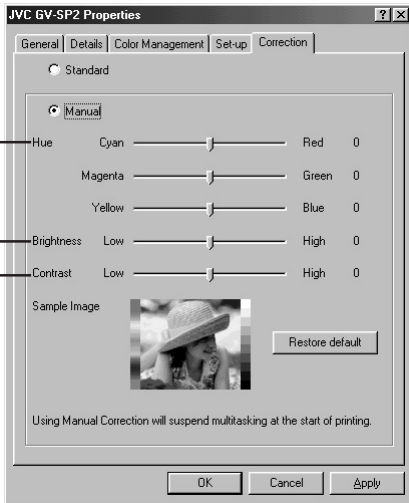 JVC GV-SP2 Properties
General Details Color Management Set-up Correction
Standard
Manual
Hue Cyan Red 0
Magenta Green 0
Yellow Blue 0
Brightness Low High 0
Contrast Low High 0
Sample Image
Restore default
Using Manual Correction will suspend multitasking at the start of printing.
OK Cancel Apply